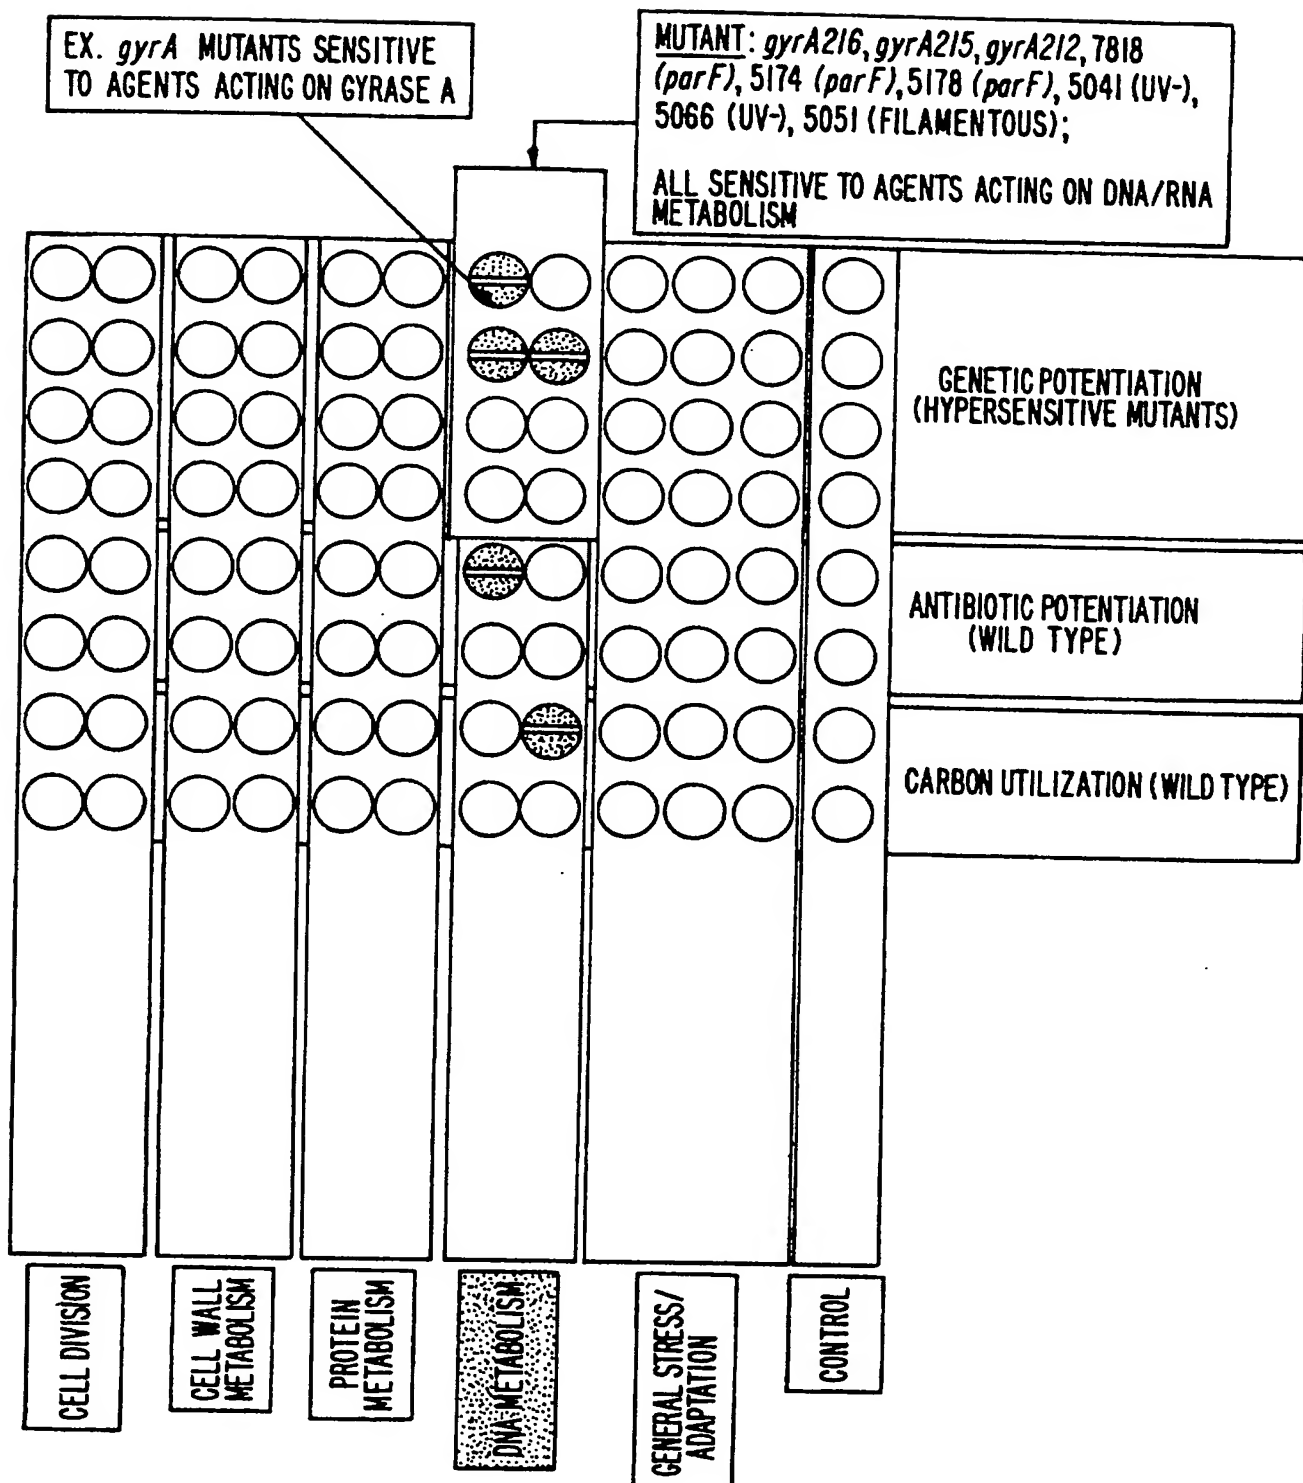 EX. gyrA MUTANTS SENSITIVE
TO AGENTS ACTING ON GYRASE A
MUTANT: gyrA216, gyrA215, gyrA212, 7818
(parF), 5174 (parF), 5178 (parF), 5041 (UV-),
5066 (UV-), 5051 (FILAMENTOUS);
ALL SENSITIVE TO AGENTS ACTING ON DNA/RNA
METABOLISM
GENETIC POTENTIATION
(HYPERSENSITIVE MUTANTS)
ANTIBIOTIC POTENTIATION
(WILD TYPE)
CARBON UTILIZATION (WILD TYPE)
CELL DIVISION
CELL WALL
METABOLISM
PROTEIN
METABOLISM
DNA METABOLISM
GENERAL STRESS/
ADAPTATION
CONTROL